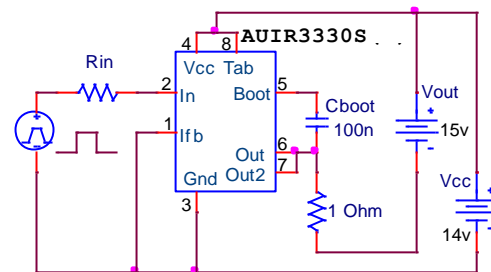 AUIR3330S
4 8
Rin
Vcc Tab
2 In
Boot 5
Vout
Cboot
100n
1 Ifb
15v
Out 6
Out2 7
Gnd
Vcc
3
1 Ohm
14v